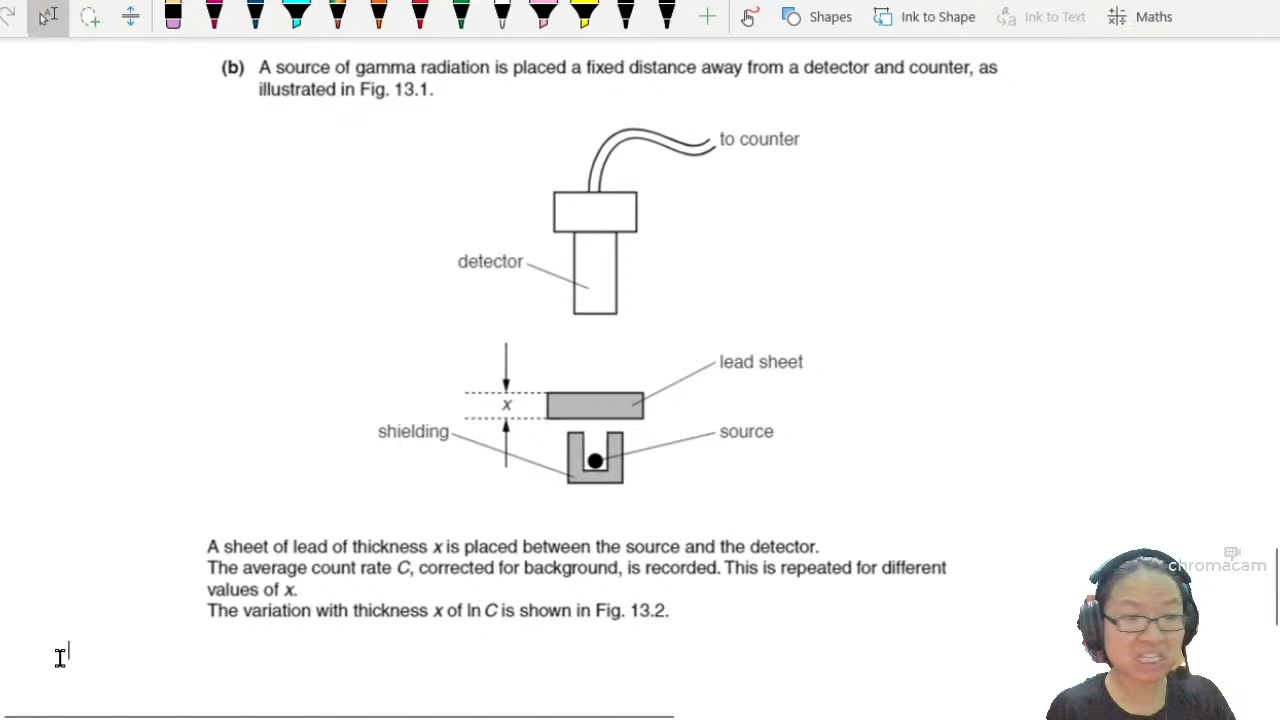 Shapes
Ink to Shape
Ink to Text
Maths
(b) A source of gamma radiation is placed a fixed distance away from a detector and counter, as
illustrated in Fig. 13.1.
to counter
detector
lead sheet
x
shielding
source
A sheet of lead of thickness x is placed between the source and the detector.
The average count rate C, corrected for background, is recorded. This is repeated for different
values of x.
The variation with thickness x of ln C is shown in Fig. 13.2.
chromacam